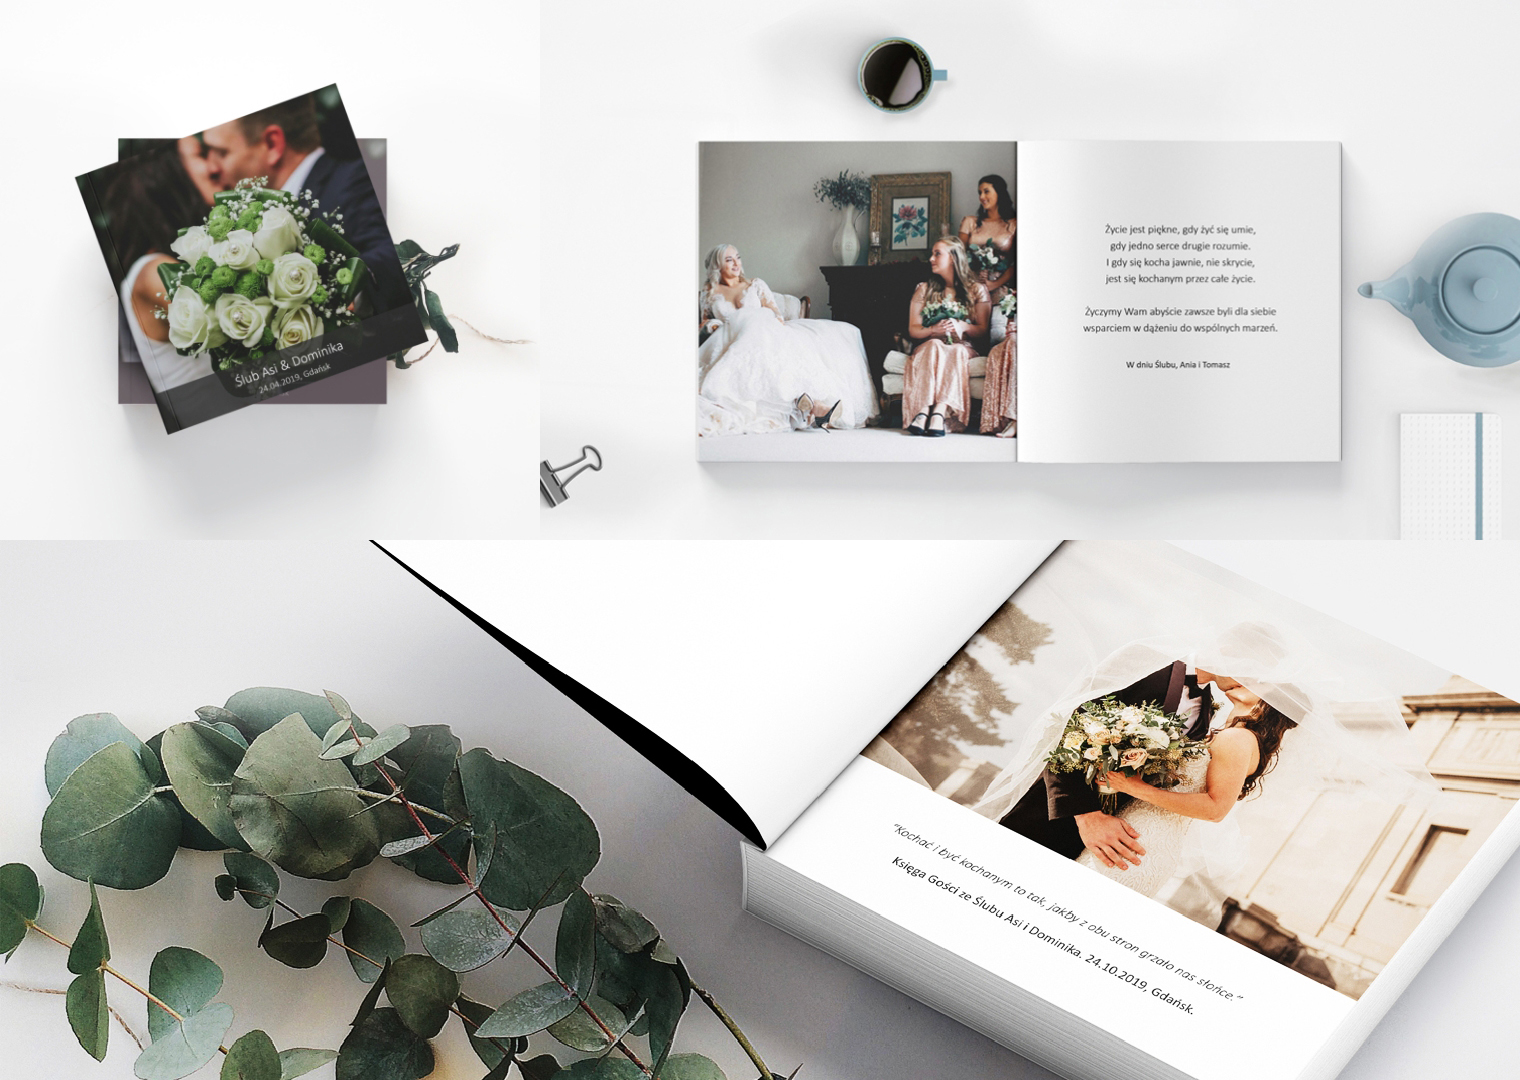 Ślub Asi & Dominika
24.04.2019, Gdańsk
Życie jest piękne, gdy żyć się umie,
gdy jedno serce drugie rozumie.
I gdy się kocha jawnie, nie skrycie,
jest się kochanym przez całe życie.
Życzymy Wam abyście zawsze byli dla siebie
wsparciem w dążeniu do wspólnych marzeń.
W dniu Ślubu, Ania i Tomasz
"Kochać i być kochanym to tak, jakby z obu stron grzało nas słońce."
Księga Gości ze Ślubu Asi i Dominika. 24.10.2019, Gdańsk.